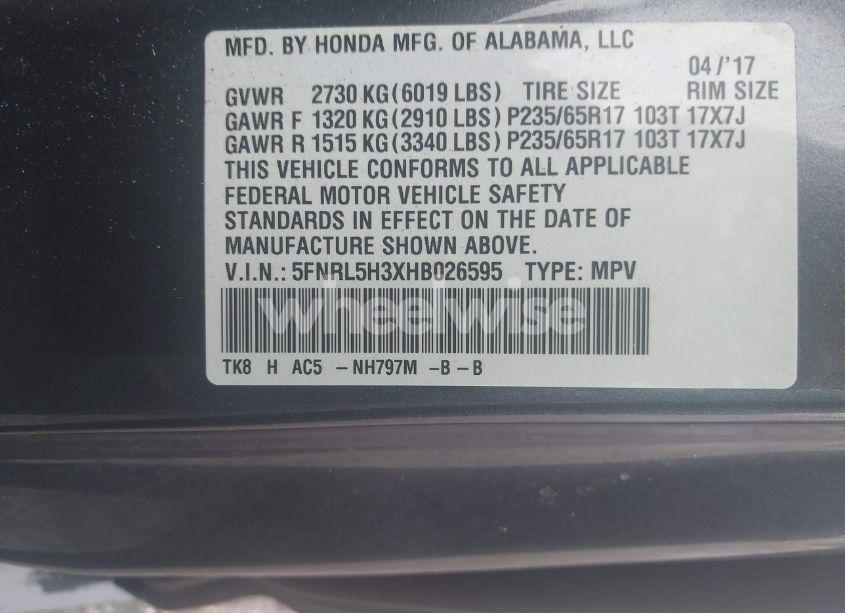 MFD. BY HONDA MFG. OF ALABAMA, LLC
04/'17
GVWR 2730 KG(6019 LBS) TIRE SIZE RIM SIZE
GAWR F 1320 KG(2910 LBS) P235/65R17 103T 17X7J
GAWR R 1515 KG(3340 LBS) P235/65R17 103T 17X7J
THIS VEHICLE CONFORMS TO ALL APPLICABLE
FEDERAL MOTOR VEHICLE SAFETY
STANDARDS IN EFFECT ON THE DATE OF
MANUFACTURE SHOWN ABOVE.
V.I.N.: 5FNRL5H3XHB026595 TYPE: MPV
wheelwise
TK8 H AC5 -NH797M -B-B